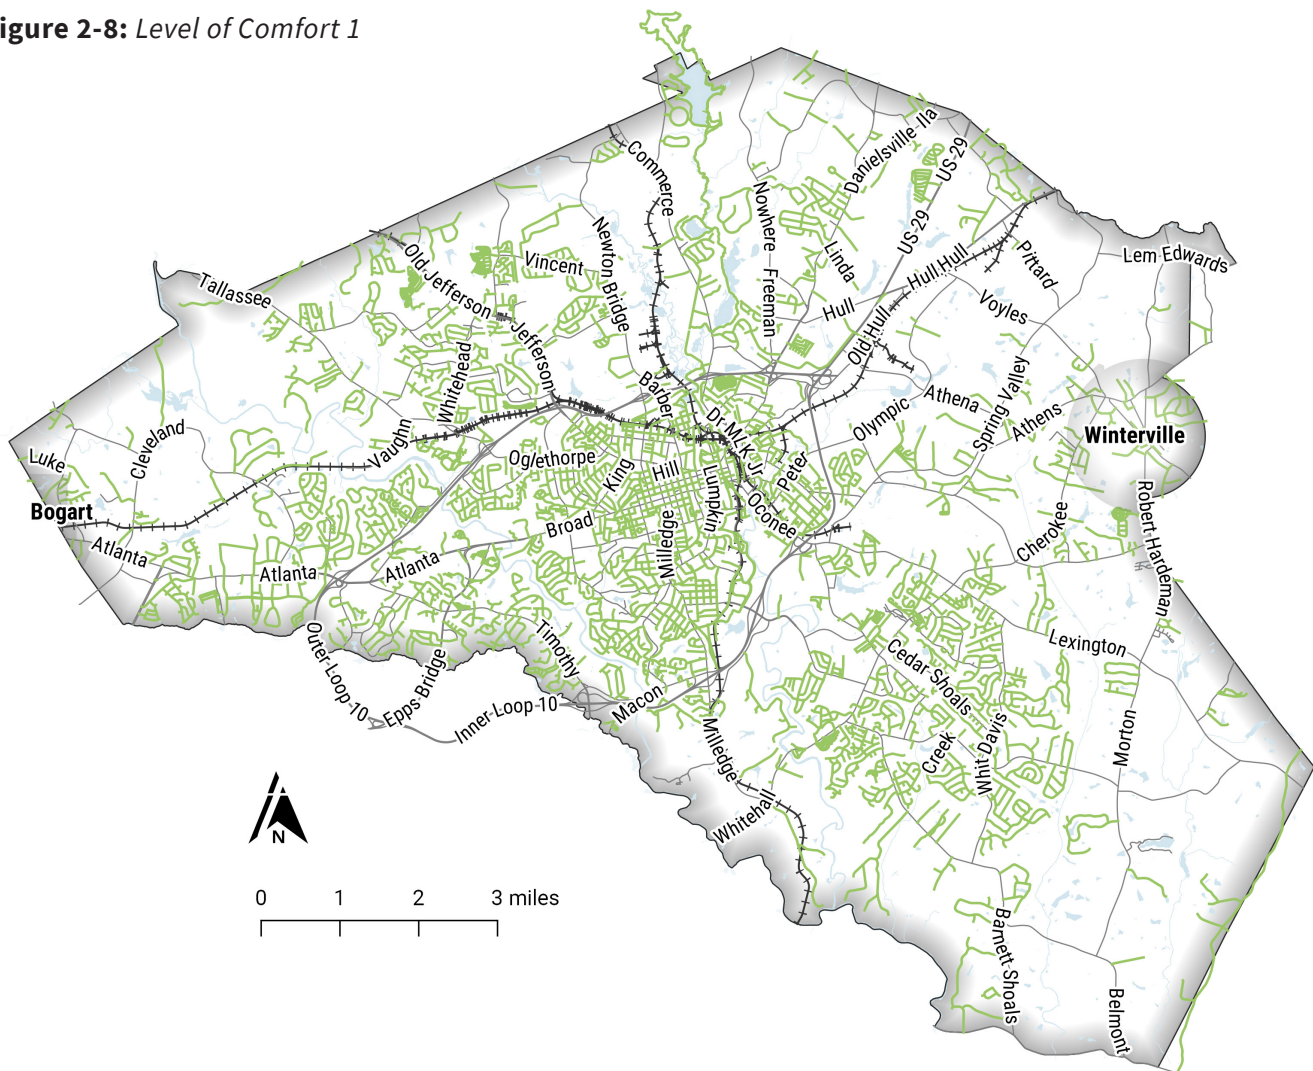 igure 2-8: Level of Comfort 1
Commerce
Danielsville-Ila
US-29
Nowhere
US-29
Newton Bridge
Linda
Hull
Hull
Pittard
Lem Edwards
Old Jefferson
Vincent
Tallassee
Freeman
Hull
Voyles
Old Hull
Jefferson
Whitehead
Barber
Athena
Spring Valley
Olympic
Athens
Winterville
Dr MLK Jr
Cleveland
Vaughn
Luke
Oglethorpe
King
Hill
Lumpkin
Peter
Bogart
Oconee
Broad
Milledge
Cherokee
Robert Hardeman
Atlanta
Atlanta
Atlanta
Outer Loop 10
Epps Bridge
Timothy
Inner Loop 10
Macon
Cedar Shoals
Lexington
Milledge
Creek
Whit Davis
Morton
Whitehall
N
0 1 2 3 miles
Barnett Shoals
Belmont